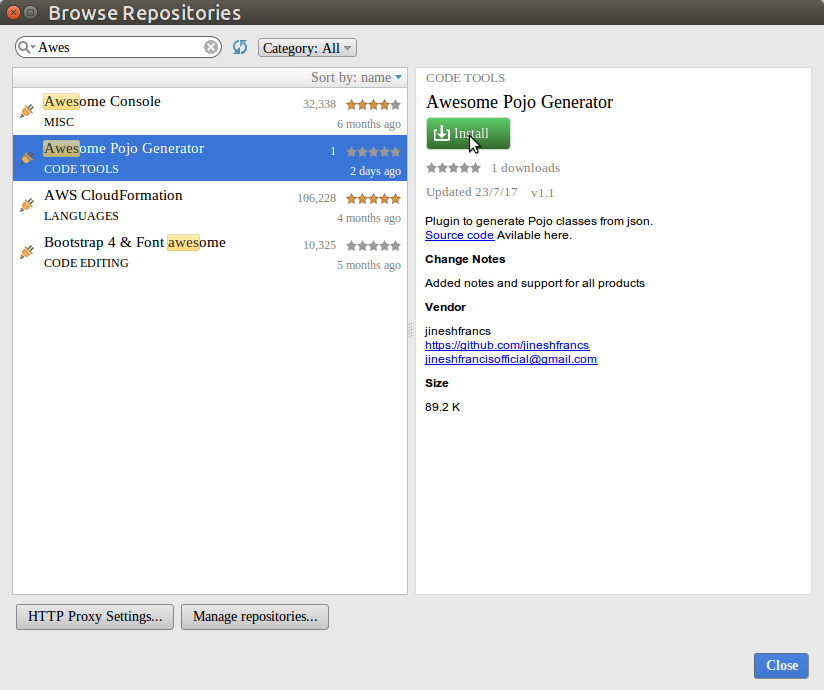 Browse Repositories
Awes
Category: All
Sort by: name
Awesome Console 32,338
MISC 6 months ago
Awesome Pojo Generator 1
CODE TOOLS 2 days ago
AWS CloudFormation 106,228
LANGUAGES 4 months ago
Bootstrap 4 & Font awesome 10,325
CODE EDITING 5 months ago
CODE TOOLS
Awesome Pojo Generator
Install
1 downloads
Updated 23/7/17 v1.1
Plugin to generate Pojo classes from json.
Source code Avilable here.
Change Notes
Added notes and support for all products
Vendor
jineshfrancs
https://github.com/jineshfrancs
jineshfrancisofficial@gmail.com
Size
89.2 K
HTTP Proxy Settings...
Manage repositories...
Close